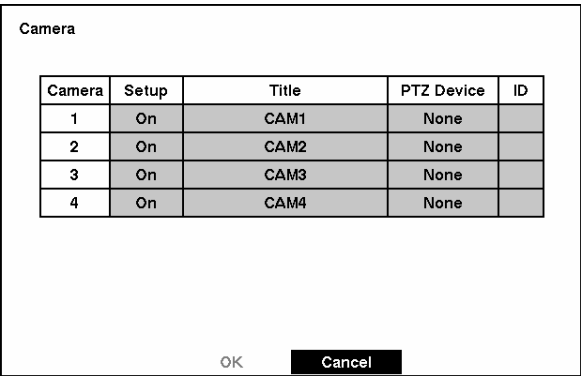 Camera
Camera Setup Title PTZ Device ID
1 On CAM1 None
2 On CAM2 None
3 On CAM3 None
4 On CAM4 None
OK Cancel